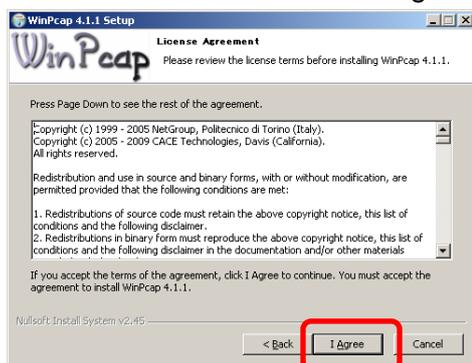 WinPcap 4.1.1 Setup
WinPcap
License Agreement
Please review the license terms before installing WinPcap 4.1.1.
Press Page Down to see the rest of the agreement.
Copyright (c) 1999 - 2005 NetGroup, Politecnico di Torino (Italy).
Copyright (c) 2005 - 2009 CACE Technologies, Davis (California).
All rights reserved.
Redistribution and use in source and binary forms, with or without modification, are
permitted provided that the following conditions are met:
1. Redistributions of source code must retain the above copyright notice, this list of
conditions and the following disclaimer.
2. Redistributions in binary form must reproduce the above copyright notice, this list of
conditions and the following disclaimer in the documentation and/or other materials
If you accept the terms of the agreement, click I Agree to continue. You must accept the
agreement to install WinPcap 4.1.1.
Nullsoft Install System v2.45
< Back
I Agree
Cancel